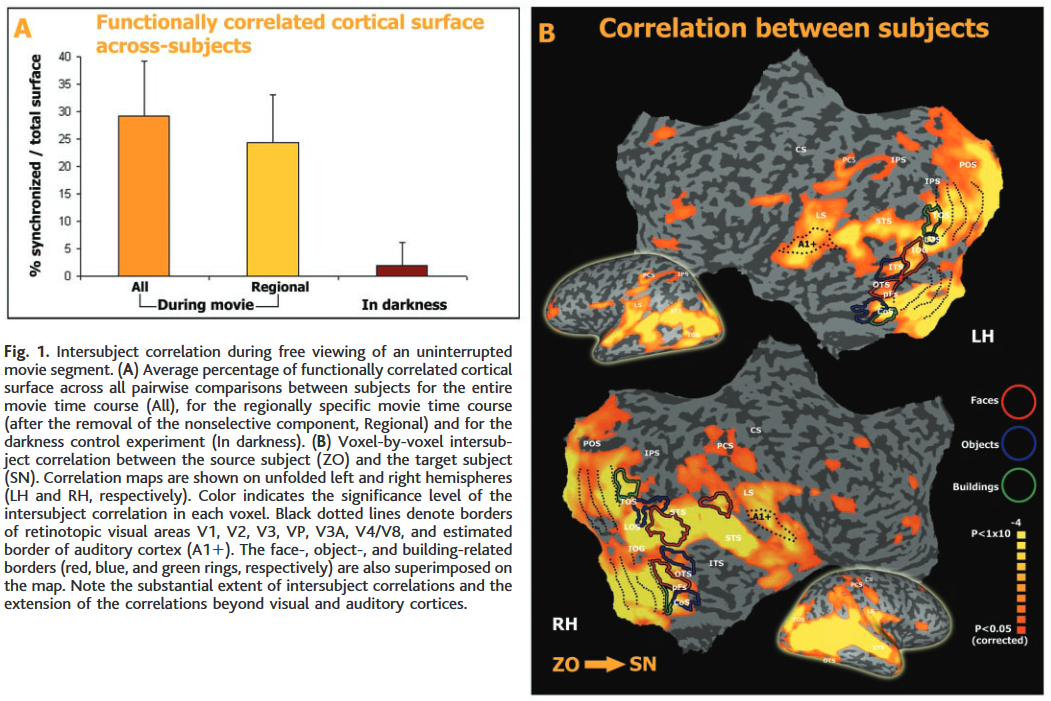 A
Functionally correlated cortical surface
across-subjects
% synchronized / total surface
40
35
30
25
20
15
10
5
0
All
Regional
During movie
In darkness
Fig. 1. Intersubject correlation during free viewing of an uninterrupted
movie segment. (A) Average percentage of functionally correlated cortical
surface across all pairwise comparisons between subjects for the entire
movie time course (All), for the regionally specific movie time course
(after the removal of the nonselective component, Regional) and for the
darkness control experiment (In darkness). (B) Voxel-by-voxel intersub-
ject correlation between the source subject (ZO) and the target subject
(SN). Correlation maps are shown on unfolded left and right hemispheres
(LH and RH, respectively). Color indicates the significance level of the
intersubject correlation in each voxel. Black dotted lines denote borders
of retinotopic visual areas V1, V2, V3, VP, V3A, V4/V8, and estimated
border of auditory cortex (A1+). The face-, object-, and building-related
borders (red, blue, and green rings, respectively) are also superimposed on
the map. Note the substantial extent of intersubject correlations and the
extension of the correlations beyond visual and auditory cortices.
B
Correlation between subjects
CS
PCS
IPS
POS
IPS
LS
STS
TOS
A1+
LOS
IOG
ITS
OTS
pFs
CoS
PCS
IPS
LS
STS
LH
Faces
Objects
Buildings
POS
IPS
PCS
CS
TOS
LS
A1+
LOS
STS
IOG
ITS
OTS
pFs
CoS
PCS
CS
LS
STS
OTS
RH
ZO
SN
-4
P<1x10
P<0.05
(corrected)